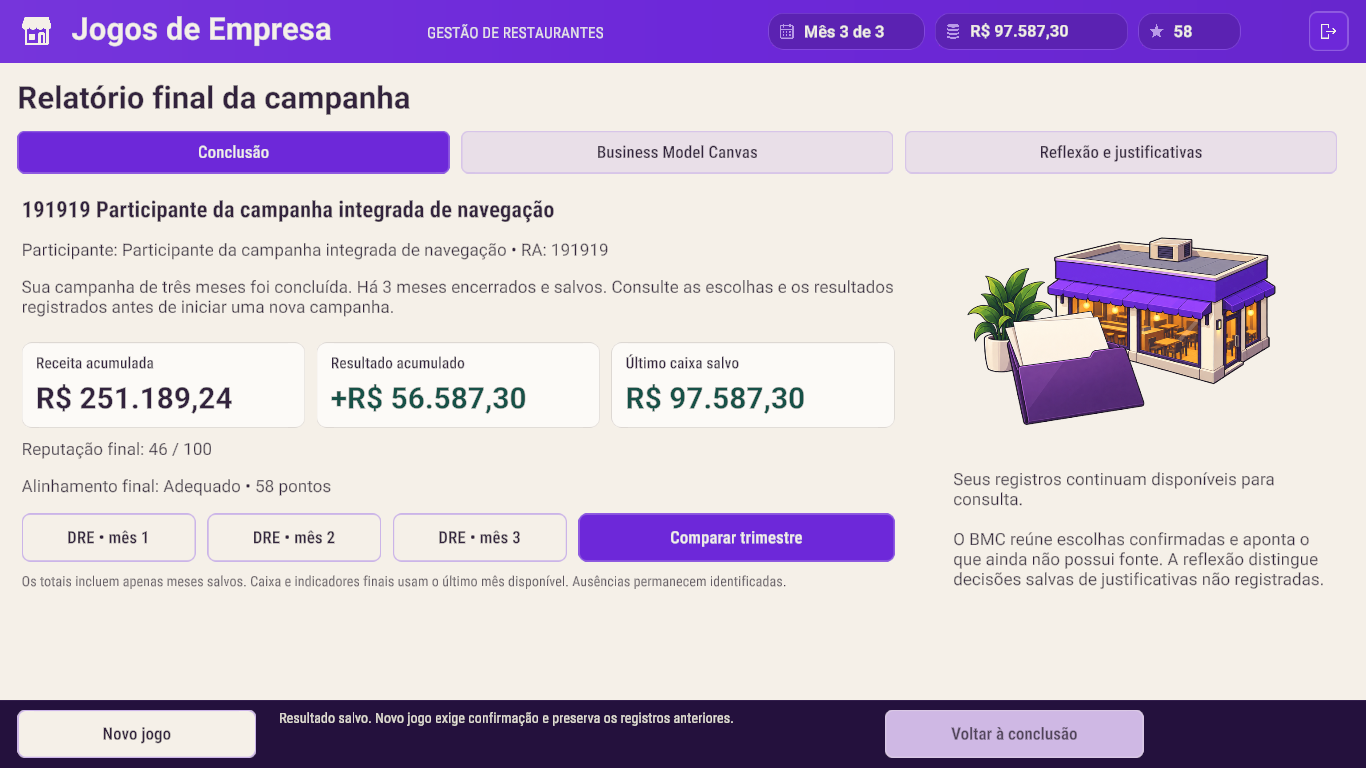 Jogos de Empresa
GESTÃO DE RESTAURANTES
Mês 3 de 3
R$ 97.587,30
58
Relatório final da campanha
Conclusão
Business Model Canvas
Reflexão e justificativas
191919 Participante da campanha integrada de navegação
Participante: Participante da campanha integrada de navegação • RA: 191919
Sua campanha de três meses foi concluída. Há 3 meses encerrados e salvos. Consulte as escolhas e os resultados
registrados antes de iniciar uma nova campanha.
Receita acumulada
R$ 251.189,24
Resultado acumulado
+R$ 56.587,30
Último caixa salvo
R$ 97.587,30
Reputação final: 46 / 100
Alinhamento final: Adequado • 58 pontos
DRE • mês 1
DRE • mês 2
DRE • mês 3
Comparar trimestre
Os totais incluem apenas meses salvos. Caixa e indicadores finais usam o último mês disponível. Ausências permanecem identificadas.
Seus registros continuam disponíveis para
consulta.
O BMC reúne escolhas confirmadas e aponta o
que ainda não possui fonte. A reflexão distingue
decisões salvas de justificativas não registradas.
Novo jogo
Resultado salvo. Novo jogo exige confirmação e preserva os registros anteriores.
Voltar à conclusão